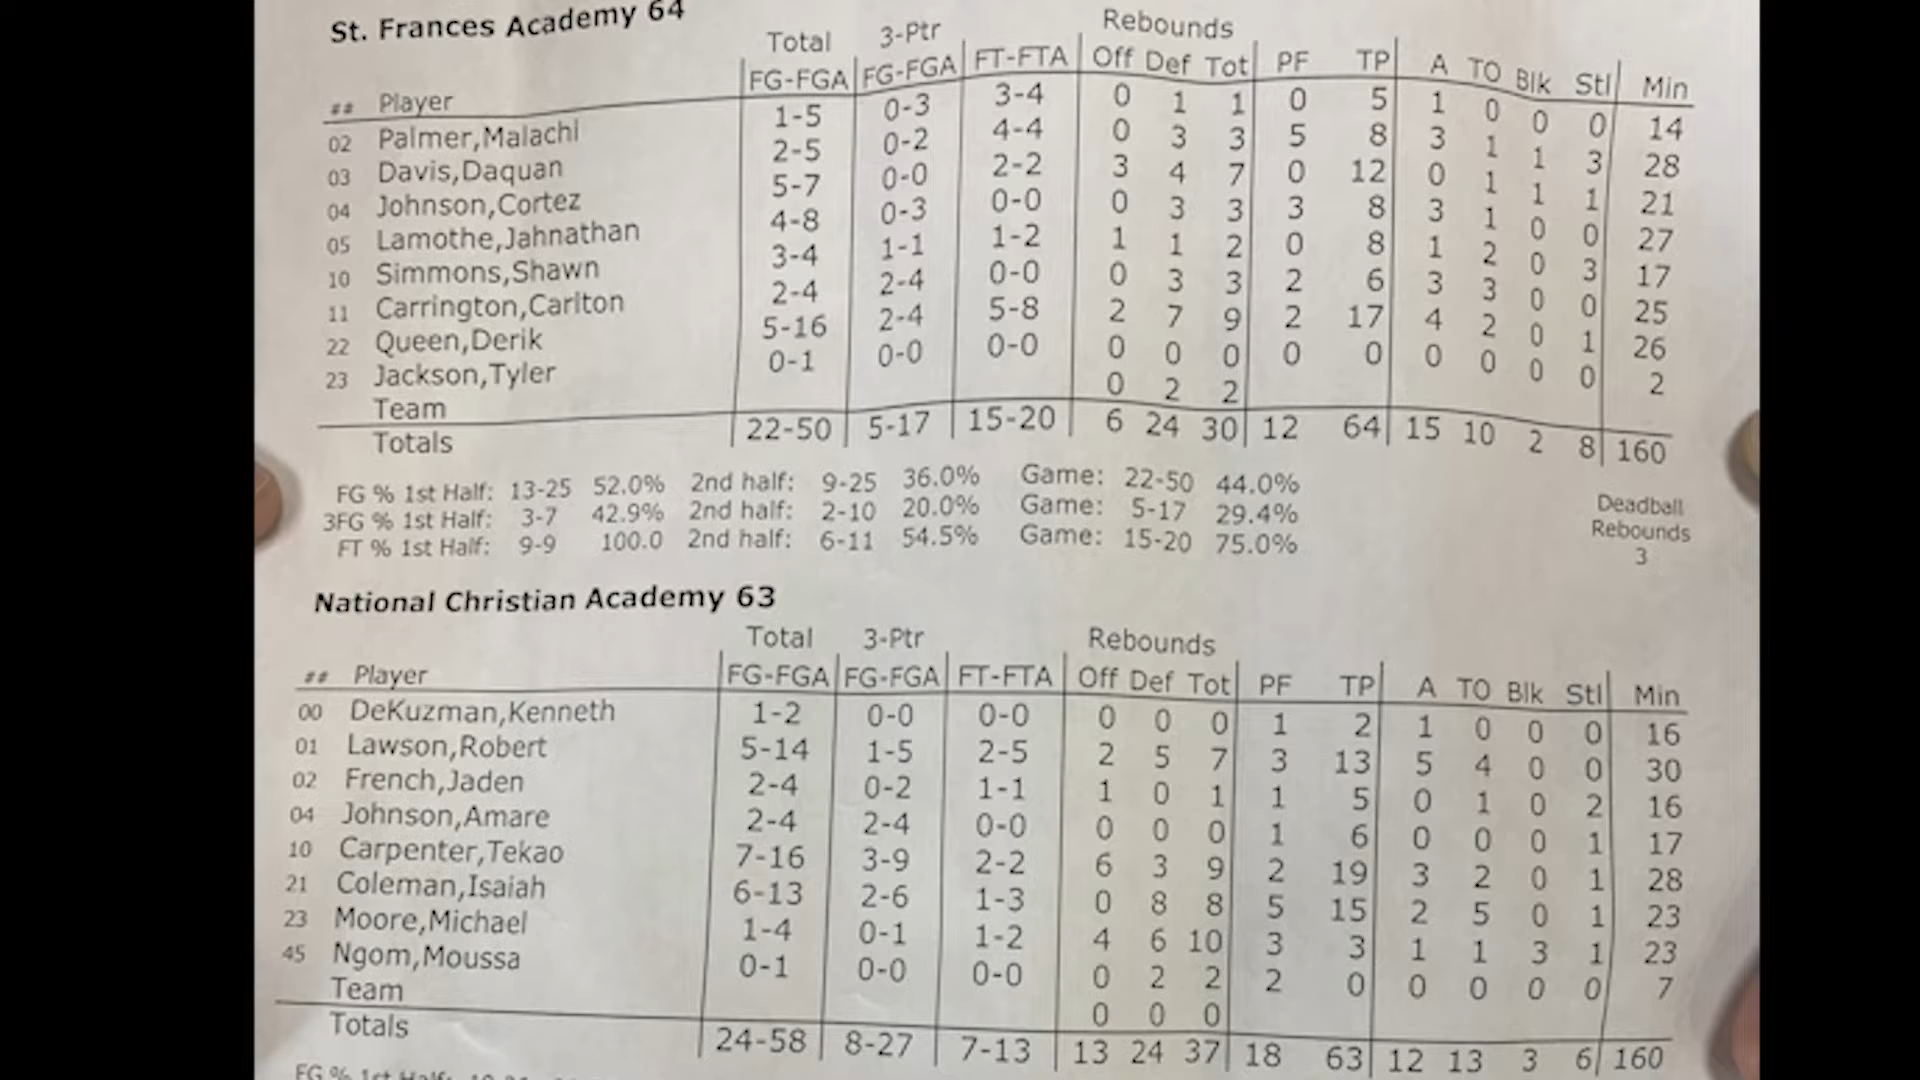 St. Frances Academy 64
Total 3-Ptr Rebounds
## Player FG-FGA FG-FGA FT-FTA Off Def Tot PF TP A TO Blk Stl Min
02 Palmer,Malachi 1-5 0-3 3-4 0 1 1 0 5 1 0 0 0 14
03 Davis,Daquan 2-5 0-2 4-4 0 3 3 5 8 3 1 1 3 28
04 Johnson,Cortez 5-7 0-0 2-2 3 4 7 0 12 0 1 1 1 21
05 Lamothe,Jahnathan 4-8 0-3 0-0 0 3 3 3 8 3 1 0 0 27
10 Simmons,Shawn 3-4 1-1 1-2 1 1 2 0 8 1 2 0 3 17
11 Carrington,Carlton 2-4 2-4 0-0 0 3 3 2 6 3 3 0 0 25
22 Queen,Derik 5-16 2-4 5-8 2 7 9 2 17 4 2 0 1 26
23 Jackson,Tyler 0-1 0-0 0-0 0 0 0 0 0 0 0 0 0 2
Team 0 2 2
Totals 22-50 5-17 15-20 6 24 30 12 64 15 10 2 8 160
FG % 1st Half: 13-25 52.0% 2nd half: 9-25 36.0% Game: 22-50 44.0%
3FG % 1st Half: 3-7 42.9% 2nd half: 2-10 20.0% Game: 5-17 29.4%
FT % 1st Half: 9-9 100.0 2nd half: 6-11 54.5% Game: 15-20 75.0%
Deadball
Rebounds
3
National Christian Academy 63
Total 3-Ptr Rebounds
## Player FG-FGA FG-FGA FT-FTA Off Def Tot PF TP A TO Blk Stl Min
00 DeKuzman,Kenneth 1-2 0-0 0-0 0 0 0 1 2 1 0 0 0 16
01 Lawson,Robert 5-14 1-5 2-5 2 5 7 3 13 5 4 0 0 30
02 French,Jaden 2-4 0-2 1-1 1 0 1 1 5 0 1 0 2 16
04 Johnson,Amare 2-4 2-4 0-0 0 0 0 1 6 0 0 0 1 17
10 Carpenter,Tekao 7-16 3-9 2-2 6 3 9 2 19 3 2 0 1 28
21 Coleman,Isaiah 6-13 2-6 1-3 0 8 8 5 15 2 5 0 1 23
23 Moore,Michael 1-4 0-1 1-2 4 6 10 3 3 1 1 3 1 23
45 Ngom,Moussa 0-1 0-0 0-0 0 2 2 2 0 0 0 0 0 7
Team 0 0 0
Totals 24-58 8-27 7-13 13 24 37 18 63 12 13 3 6 160
FG % 1st Half: